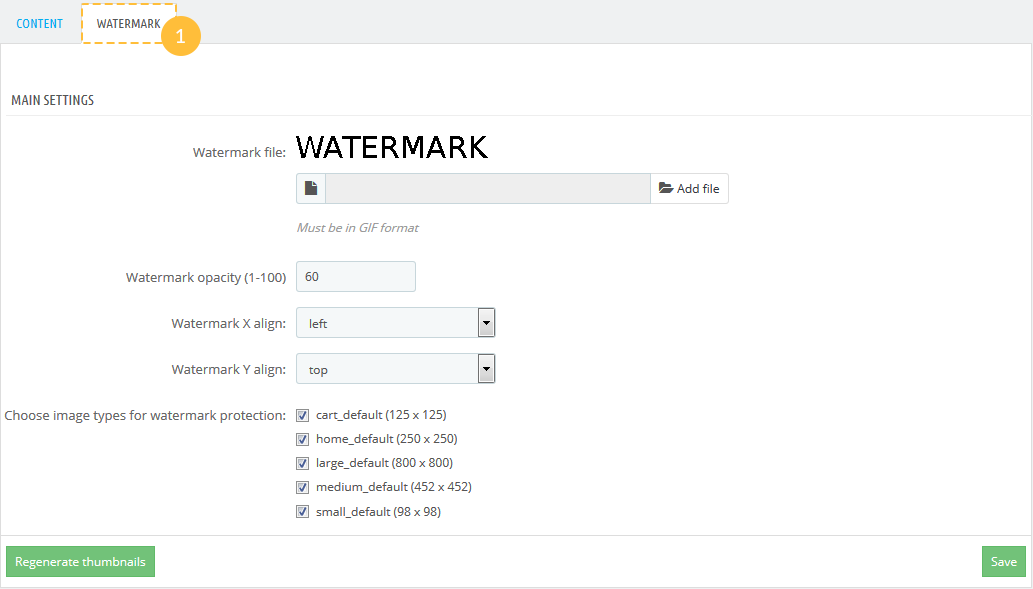 CONTENT WATERMARK 1
MAIN SETTINGS
Watermark file: WATERMARK
Add file
Must be in GIF format
Watermark opacity (1-100) 60
Watermark X align: left
Watermark Y align: top
Choose image types for watermark protection: cart_default (125 x 125)
home_default (250 x 250)
large_default (800 x 800)
medium_default (452 x 452)
small_default (98 x 98)
Regenerate thumbnails Save